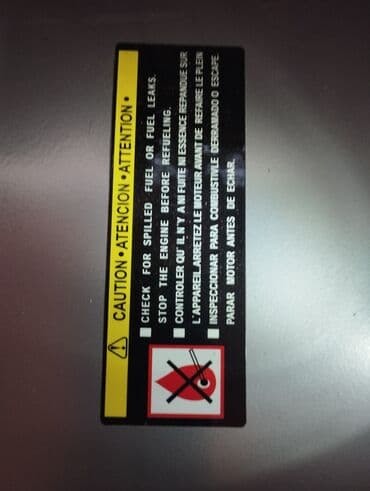 CAUTION • ATENCION • ATTENTION •
CHECK FOR SPILLED FUEL OR FUEL LEAKS.
STOP THE ENGINE BEFORE REFUELING.
CONTROLER QU' IL N'Y A NI FUITE NI ESSENCE REPANDUE SUR
L'APPAREIL.ARRETEZ LE MOTEUR AVANT DE REFAIRE LE PLEIN
INSPECCIONAR PARA COMBUSTIVLE DERRAMADO O ESCAPE.
PARAR MOTOR ANTES DE ECHAR.